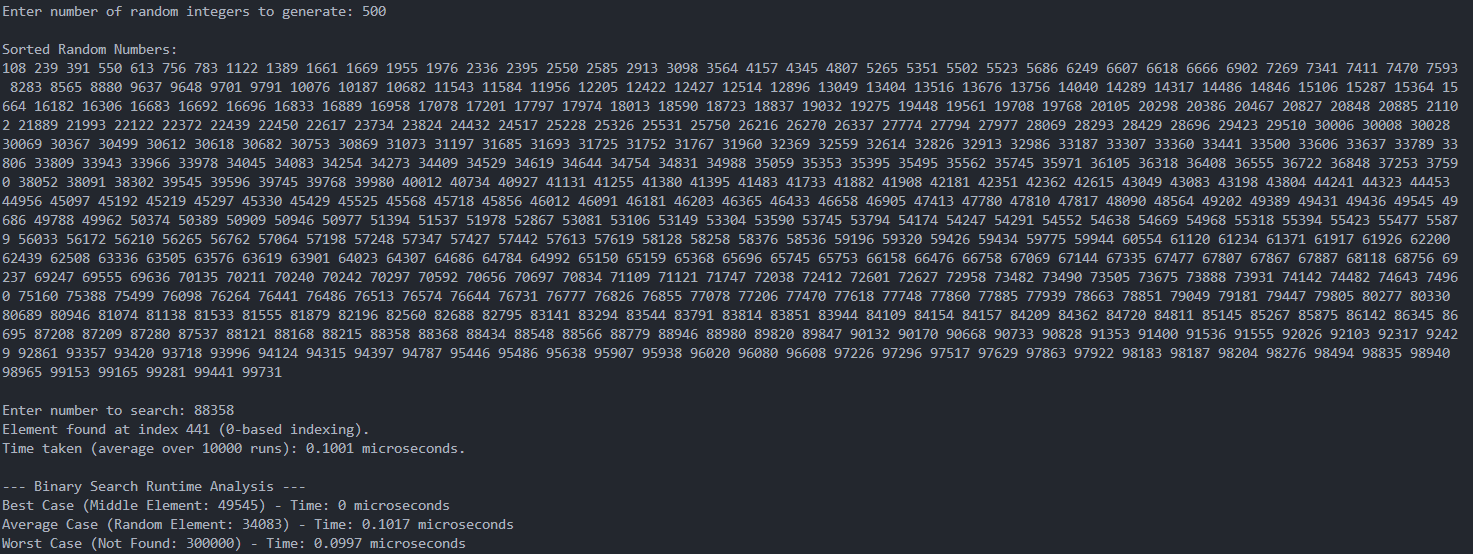 Enter number of random integers to generate: 500
Sorted Random Numbers:
108 239 391 550 613 756 783 1122 1389 1661 1669 1955 1976 2336 2395 2550 2585 2913 3098 3564 4157 4345 4807 5265 5351 5502 5523 5686 6249 6607 6618 6666 6902 7269 7341 7411 7470 7593
8283 8565 8880 9637 9648 9701 9791 10076 10187 10682 11543 11584 11956 12205 12422 12427 12514 12896 13049 13404 13516 13676 13756 14040 14289 14317 14486 14846 15106 15287 15364 15
664 16182 16306 16683 16692 16696 16833 16889 16958 17078 17201 17797 17974 18013 18590 18723 18837 19032 19275 19448 19561 19708 19768 20105 20298 20386 20467 20827 20848 20885 2110
2 21889 21993 22122 22372 22439 22450 22617 23734 23824 24432 24517 25228 25326 25531 25750 26216 26270 26337 27774 27794 27977 28069 28293 28429 28696 29423 29510 30006 30008 30028
30069 30367 30499 30612 30618 30682 30753 30869 31073 31197 31685 31693 31725 31752 31767 31960 32369 32559 32614 32826 32913 32986 33187 33307 33360 33441 33500 33606 33637 33789 33
806 33809 33943 33966 33978 34045 34083 34254 34273 34409 34529 34619 34644 34754 34831 34988 35059 35353 35395 35495 35562 35745 35971 36105 36318 36408 36555 36722 36848 37253 3759
0 38052 38091 38302 39545 39596 39745 39768 39980 40012 40734 40927 41131 41255 41380 41395 41483 41733 41882 41908 42181 42351 42362 42615 43049 43083 43198 43804 44241 44323 44453
44956 45097 45192 45219 45297 45330 45429 45525 45568 45718 45856 46012 46091 46181 46203 46365 46433 46658 46905 47413 47780 47810 47817 48090 48564 49202 49389 49431 49436 49545 49
686 49788 49962 50374 50389 50909 50946 50977 51394 51537 51978 52867 53081 53106 53149 53304 53590 53745 53794 54174 54247 54291 54552 54638 54669 54968 55318 55394 55423 55477 5587
9 56033 56172 56210 56265 56762 57064 57198 57248 57347 57427 57442 57613 57619 58128 58258 58376 58536 59196 59320 59426 59434 59775 59944 60554 61120 61234 61371 61917 61926 62200
62439 62508 63336 63505 63576 63619 63901 64023 64307 64686 64784 64992 65150 65159 65368 65696 65745 65753 66158 66476 66758 67069 67144 67335 67477 67807 67867 67887 68118 68756 69
237 69247 69555 69636 70135 70211 70240 70242 70297 70592 70656 70697 70834 71109 71121 71747 72038 72412 72601 72627 72958 73482 73490 73505 73675 73888 73931 74142 74482 74643 7496
0 75160 75388 75499 76098 76264 76441 76486 76513 76574 76644 76731 76777 76826 76855 77078 77206 77470 77618 77748 77860 77885 77939 78663 78851 79049 79181 79447 79805 80277 80330
80689 80946 81074 81138 81533 81555 81879 82196 82560 82688 82795 83141 83294 83544 83791 83814 83851 83944 84109 84154 84157 84209 84362 84720 84811 85145 85267 85875 86142 86345 86
695 87208 87209 87280 87537 88121 88168 88215 88358 88368 88434 88548 88566 88779 88946 88980 89820 89847 90132 90170 90668 90733 90828 91353 91400 91536 91555 92026 92103 92317 9242
9 92861 93357 93420 93718 93996 94124 94315 94397 94787 95446 95486 95638 95907 95938 96020 96080 96608 97226 97296 97517 97629 97863 97922 98183 98187 98204 98276 98494 98835 98940
98965 99153 99165 99281 99441 99731
Enter number to search: 88358
Element found at index 441 (0-based indexing).
Time taken (average over 10000 runs): 0.1001 microseconds.
--- Binary Search Runtime Analysis ---
Best Case (Middle Element: 49545) - Time: 0 microseconds
Average Case (Random Element: 34083) - Time: 0.1017 microseconds
Worst Case (Not Found: 300000) - Time: 0.0997 microseconds